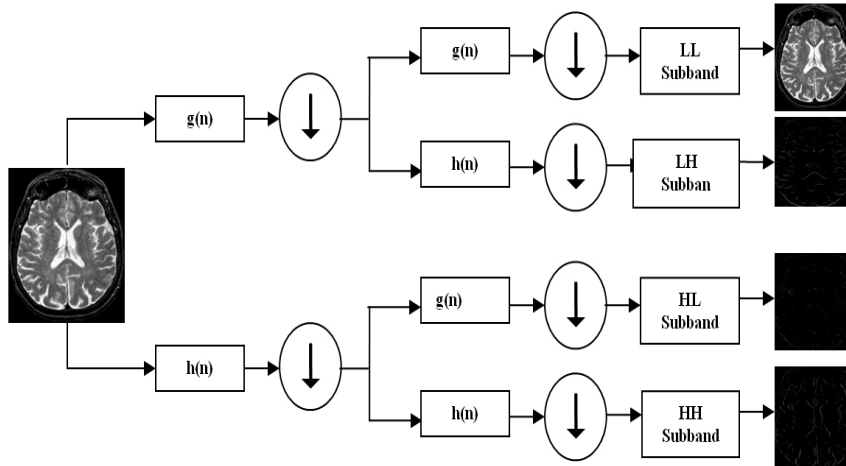 g(n)
g(n)
LL
Subband
h(n)
LH
Subban
h(n)
g(n)
HL
Subband
h(n)
HH
Subband